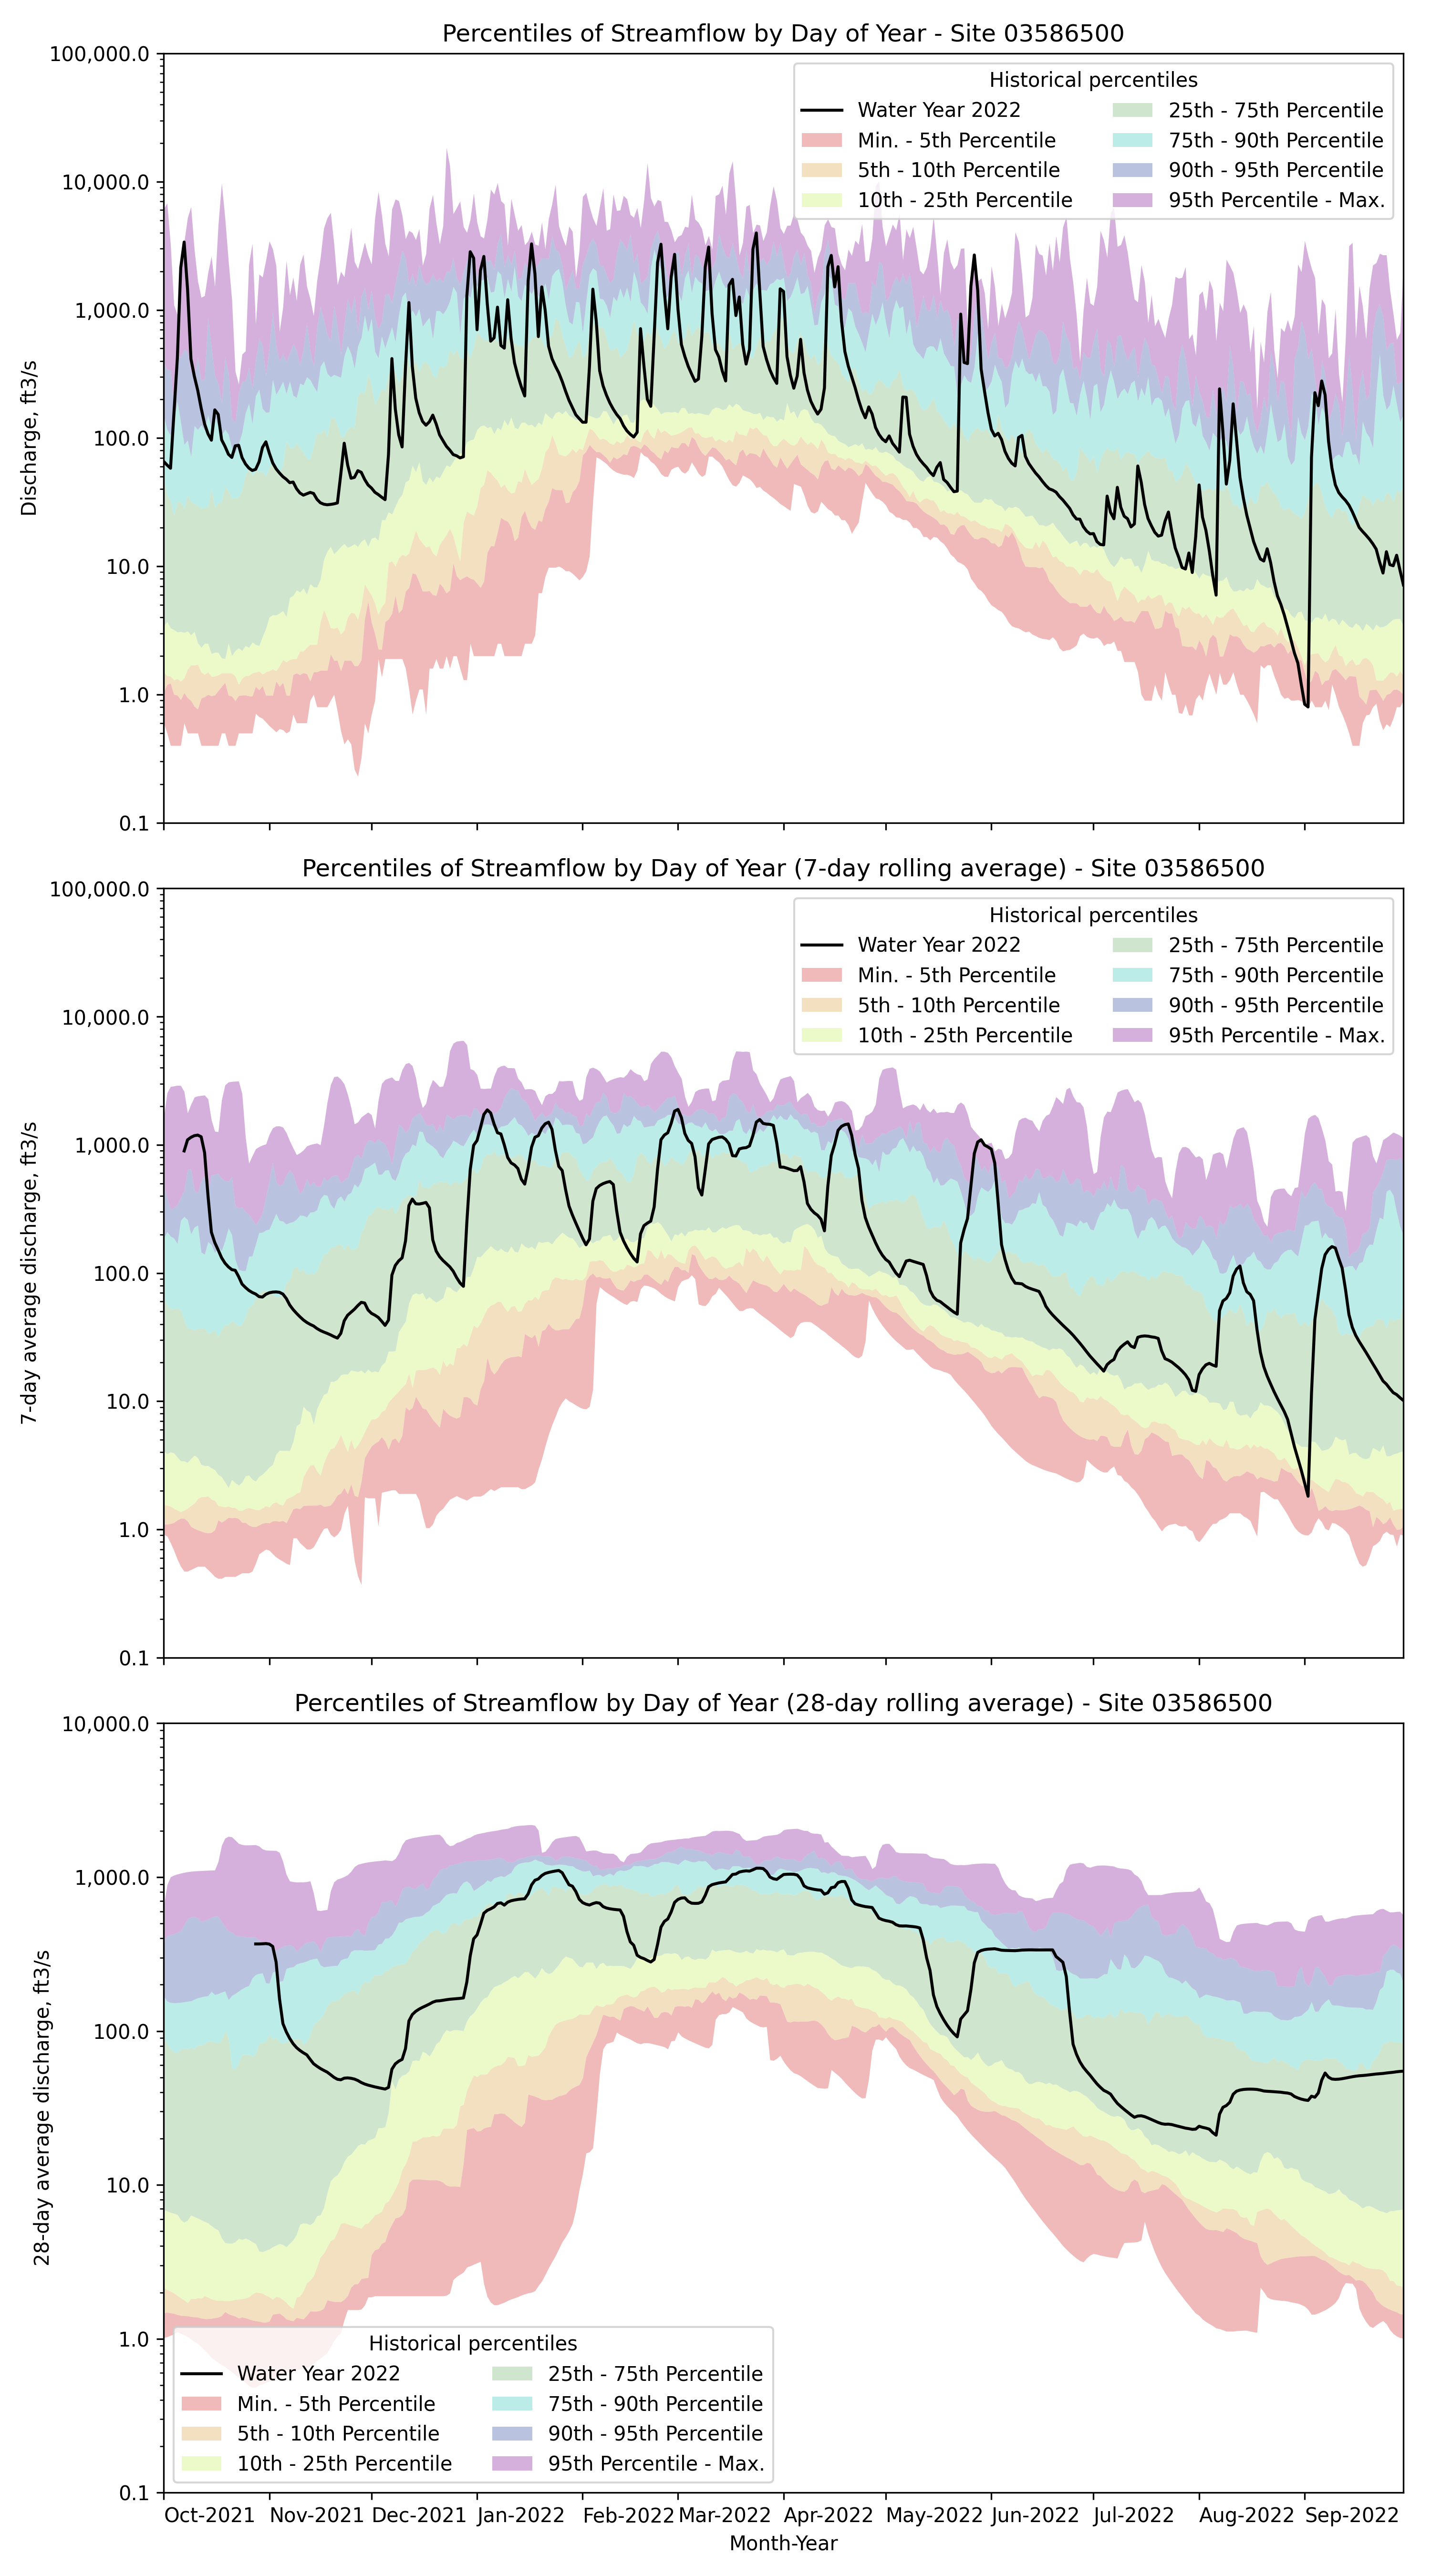 Percentiles of Streamflow by Day of Year - Site 03586500
100,000.0
10,000.0
1,000.0
100.0
10.0
1.0
0.1
Discharge, ft3/s
Historical percentiles
Water Year 2022
Min. - 5th Percentile
5th - 10th Percentile
10th - 25th Percentile
25th - 75th Percentile
75th - 90th Percentile
90th - 95th Percentile
95th Percentile - Max.
Percentiles of Streamflow by Day of Year (7-day rolling average) - Site 03586500
100,000.0
10,000.0
1,000.0
100.0
10.0
1.0
0.1
7-day average discharge, ft3/s
Historical percentiles
Water Year 2022
Min. - 5th Percentile
5th - 10th Percentile
10th - 25th Percentile
25th - 75th Percentile
75th - 90th Percentile
90th - 95th Percentile
95th Percentile - Max.
Percentiles of Streamflow by Day of Year (28-day rolling average) - Site 03586500
10,000.0
1,000.0
100.0
10.0
1.0
0.1
28-day average discharge, ft3/s
Historical percentiles
Water Year 2022
Min. - 5th Percentile
5th - 10th Percentile
10th - 25th Percentile
25th - 75th Percentile
75th - 90th Percentile
90th - 95th Percentile
95th Percentile - Max.
Oct-2021 Nov-2021 Dec-2021 Jan-2022 Feb-2022 Mar-2022 Apr-2022 May-2022 Jun-2022 Jul-2022 Aug-2022 Sep-2022
Month-Year